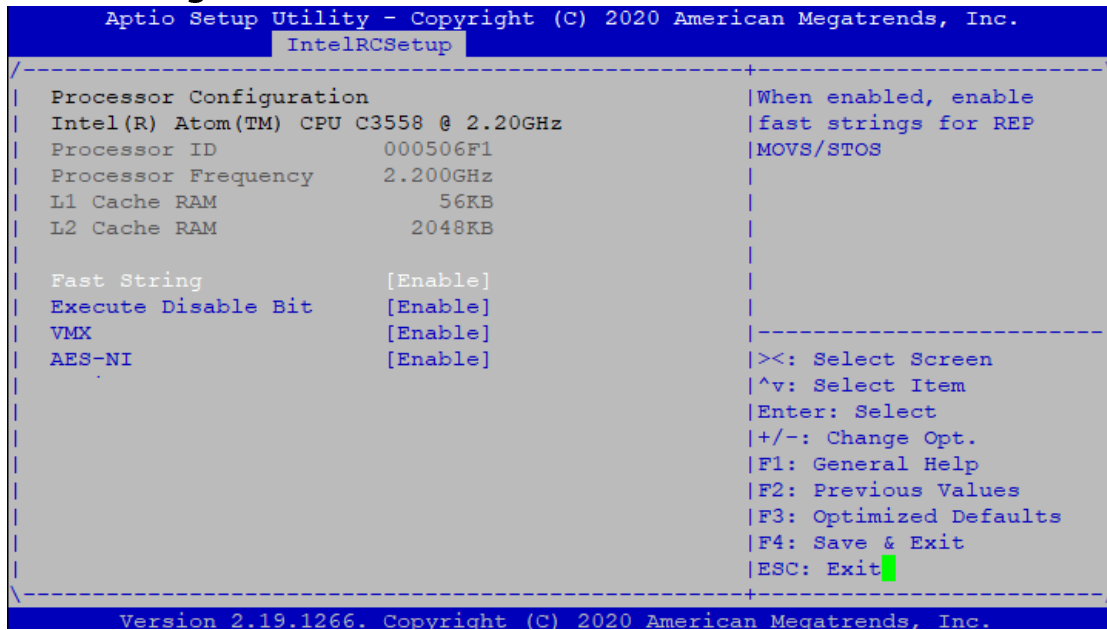 Aptio Setup Utility - Copyright (C) 2020 American Megatrends, Inc.
IntelRCSetup
Processor Configuration
Intel(R) Atom(TM) CPU C3558 @ 2.20GHz
Processor ID 000506F1
Processor Frequency 2.200GHz
L1 Cache RAM 56KB
L2 Cache RAM 2048KB
Fast String [Enable]
Execute Disable Bit [Enable]
VMX [Enable]
AES-NI [Enable]
When enabled, enable
fast strings for REP
MOVS/STOS
><: Select Screen
^v: Select Item
Enter: Select
+/-: Change Opt.
F1: General Help
F2: Previous Values
F3: Optimized Defaults
F4: Save & Exit
ESC: Exit
Version 2.19.1266. Copyright (C) 2020 American Megatrends, Inc.